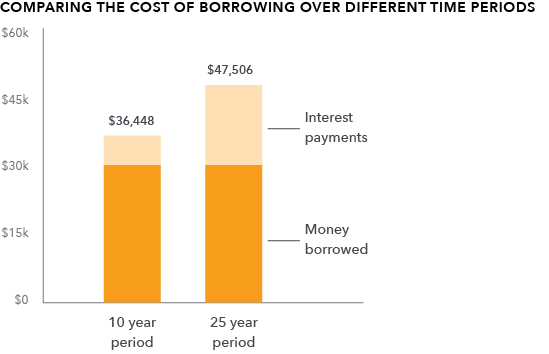 COMPARING THE COST OF BORROWING OVER DIFFERENT TIME PERIODS
$60k
$45k
$30k
$15k
$0
$36,448
$47,506
Interest
payments
Money
borrowed
10 year
period
25 year
period